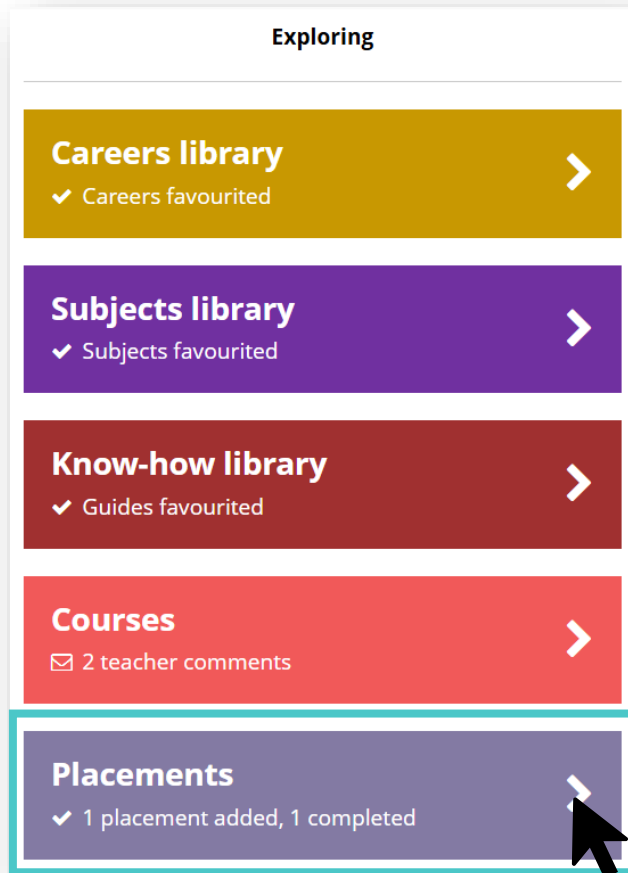 Exploring
Careers library
Careers favourited
Subjects library
Subjects favourited
Know-how library
Guides favourited
Courses
2 teacher comments
Placements
1 placement added, 1 completed